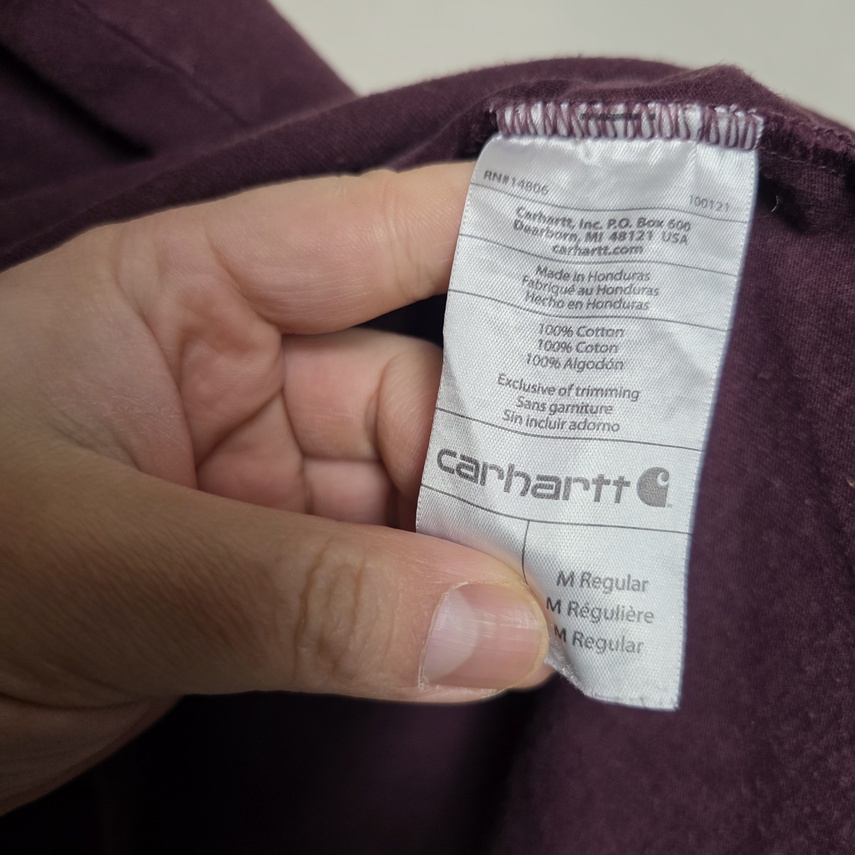 RN# 14806
100121
Carhartt, Inc. P.O. Box 600
Dearborn, MI 48121 USA
carhartt.com
Made in Honduras
Fabriqué au Honduras
Hecho en Honduras
100% Cotton
100% Coton
100% Algodón
Exclusive of trimming
Sans garniture
Sin incluir adorno
carhartt
M Regular
M Régulière
M Regular